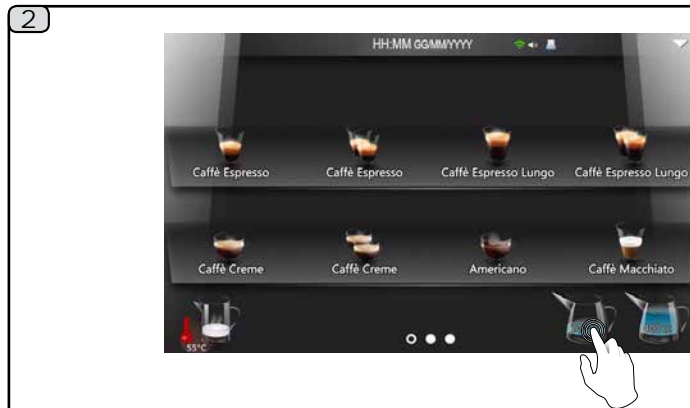 2
HH:MM GG/MM/YYYY
Caffè Espresso Caffè Espresso Caffè Espresso Lungo Caffè Espresso Lungo
Caffè Creme Caffè Creme Americano Caffè Macchiato
55°C